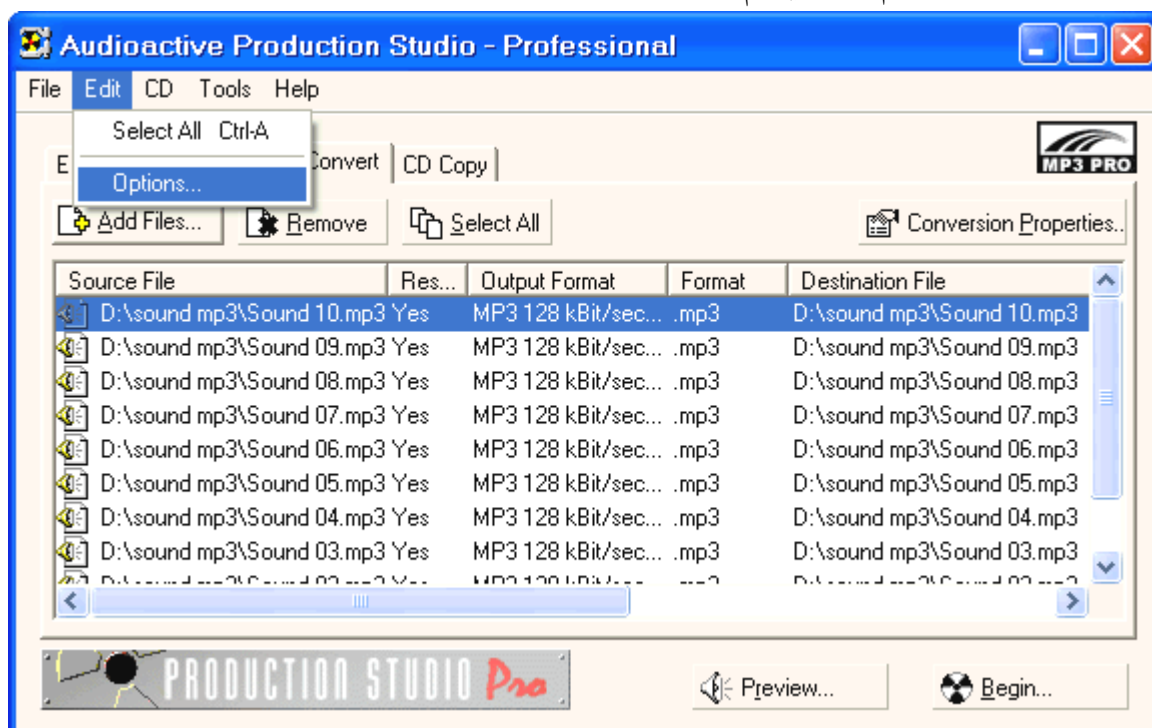 Audioactive Production Studio - Professional
File Edit CD Tools Help
Select All Ctrl-A
Options...
E
Convert
CD Copy
MP3 PRO
Add Files...
Remove
Select All
Conversion Properties..
Source File Res... Output Format Format Destination File
D:\sound mp3\Sound 10.mp3 Yes MP3 128 kBit/sec... .mp3 D:\sound mp3\Sound 10.mp3
D:\sound mp3\Sound 09.mp3 Yes MP3 128 kBit/sec... .mp3 D:\sound mp3\Sound 09.mp3
D:\sound mp3\Sound 08.mp3 Yes MP3 128 kBit/sec... .mp3 D:\sound mp3\Sound 08.mp3
D:\sound mp3\Sound 07.mp3 Yes MP3 128 kBit/sec... .mp3 D:\sound mp3\Sound 07.mp3
D:\sound mp3\Sound 06.mp3 Yes MP3 128 kBit/sec... .mp3 D:\sound mp3\Sound 06.mp3
D:\sound mp3\Sound 05.mp3 Yes MP3 128 kBit/sec... .mp3 D:\sound mp3\Sound 05.mp3
D:\sound mp3\Sound 04.mp3 Yes MP3 128 kBit/sec... .mp3 D:\sound mp3\Sound 04.mp3
D:\sound mp3\Sound 03.mp3 Yes MP3 128 kBit/sec... .mp3 D:\sound mp3\Sound 03.mp3
PRODUCTION STUDIO Pro
Preview...
Begin...